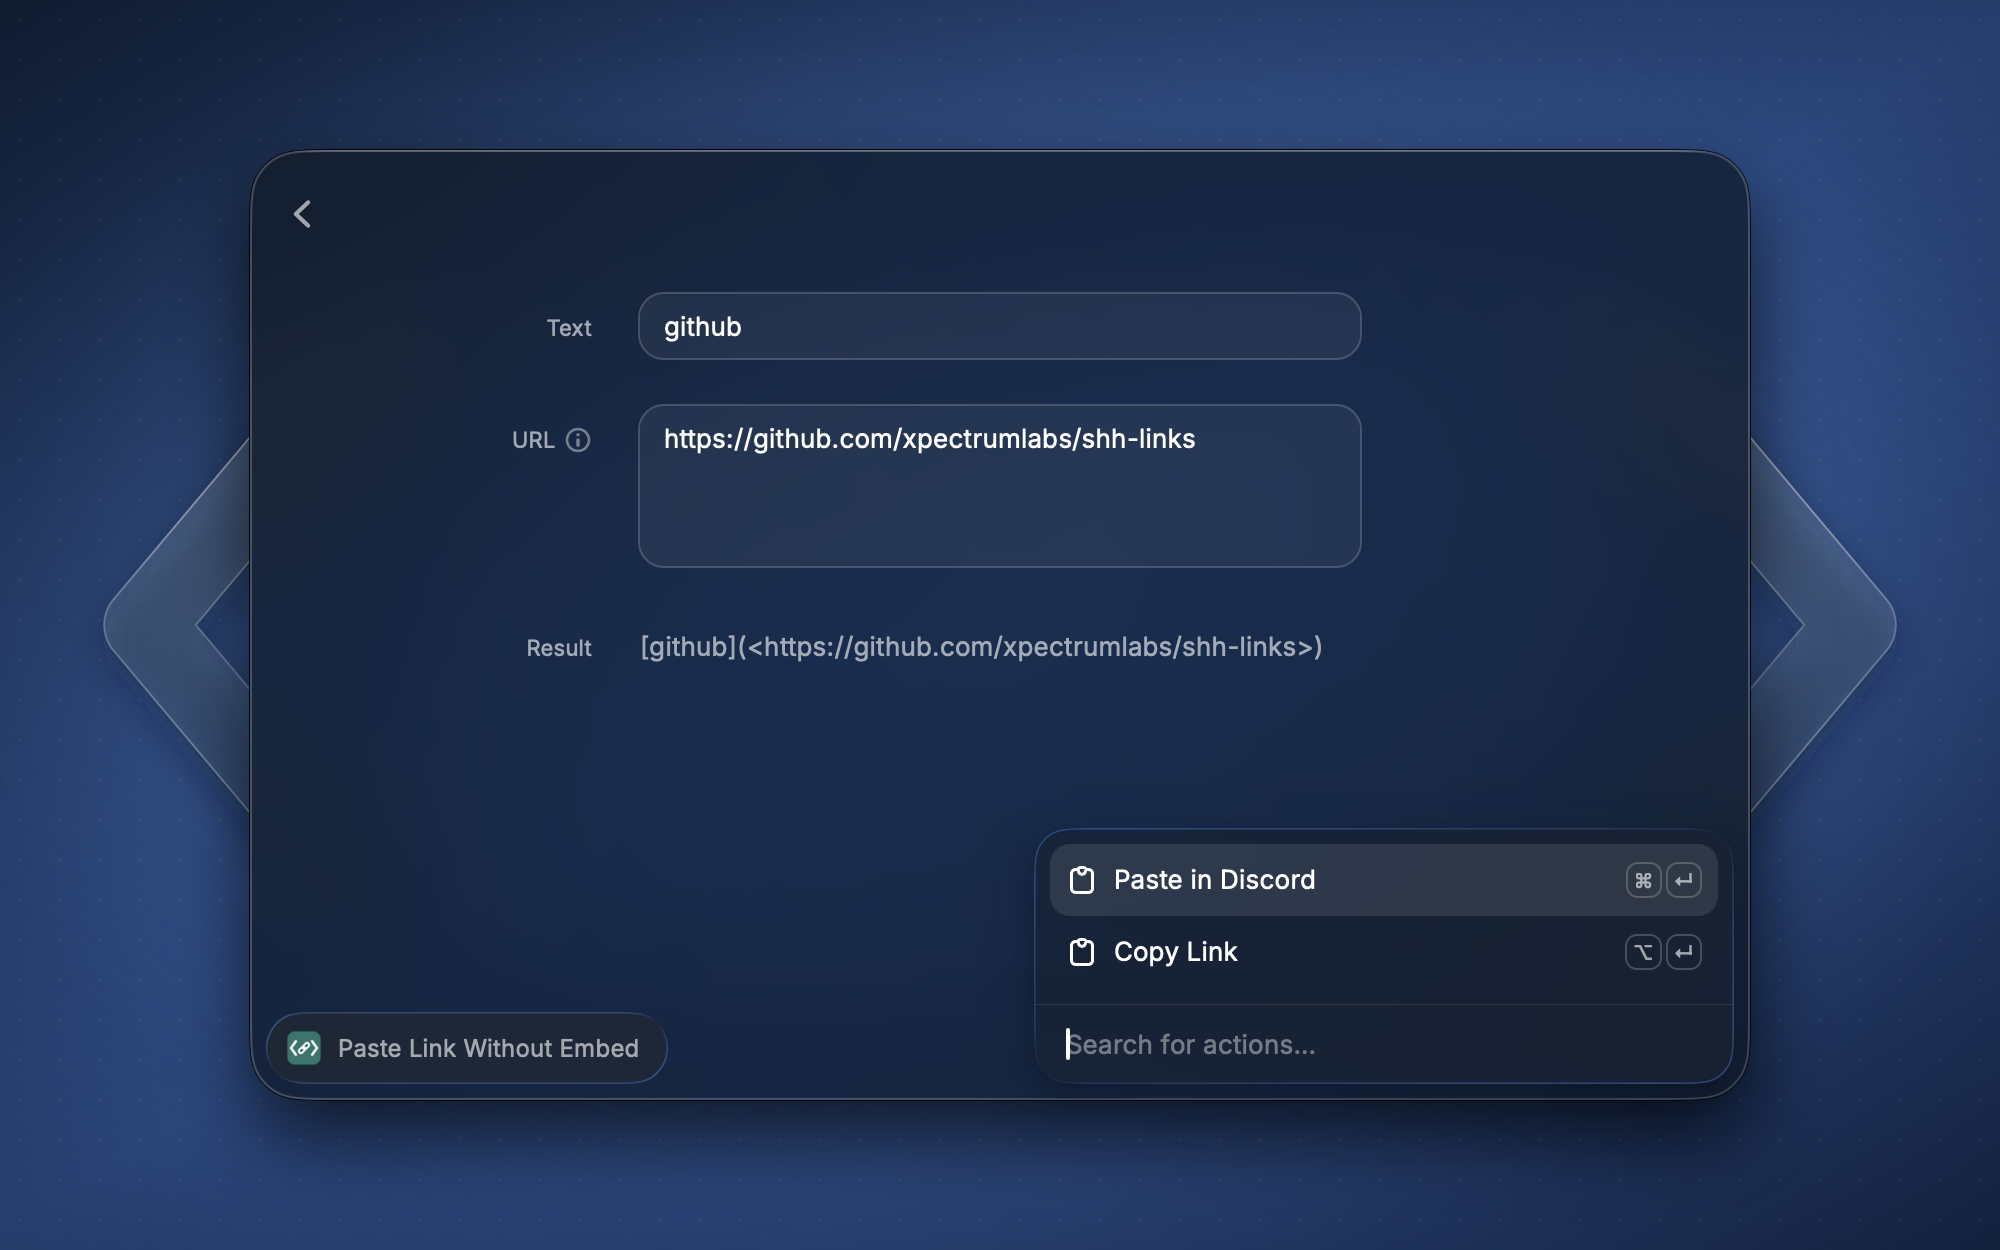 Text
github
URL
https://github.com/xpectrumlabs/shh-links
Result
[github](<https://github.com/xpectrumlabs/shh-links>)
Paste in Discord ⌘ ↵
Copy Link ⌥ ↵
Search for actions...
Paste Link Without Embed